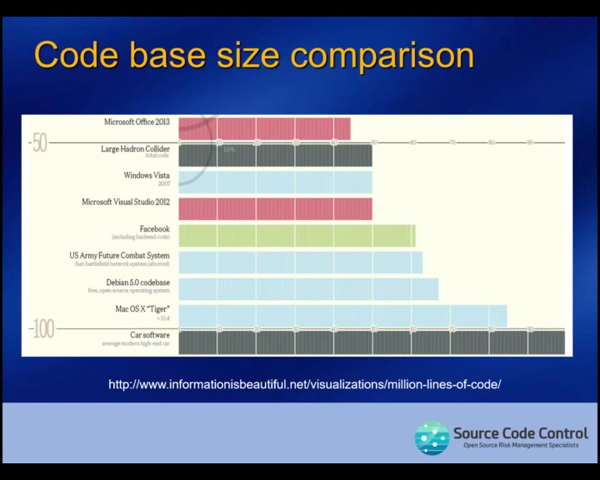 Code base size comparison
Microsoft Office 2013
-50
Large Hadron Collider
total code
Windows Vista
2007
Microsoft Visual Studio 2012
Facebook
(including backend code)
US Army Future Combat System
(fast battlefield network system (aborted)
Debian 5.0 codebase
free, open source operating system
Mac OS X "Tiger"
v 10.4
-100
Car software
average modern high-end car
http://www.informationisbeautiful.net/visualizations/million-lines-of-code/
Source Code Control
Open Source Risk Management Specialists